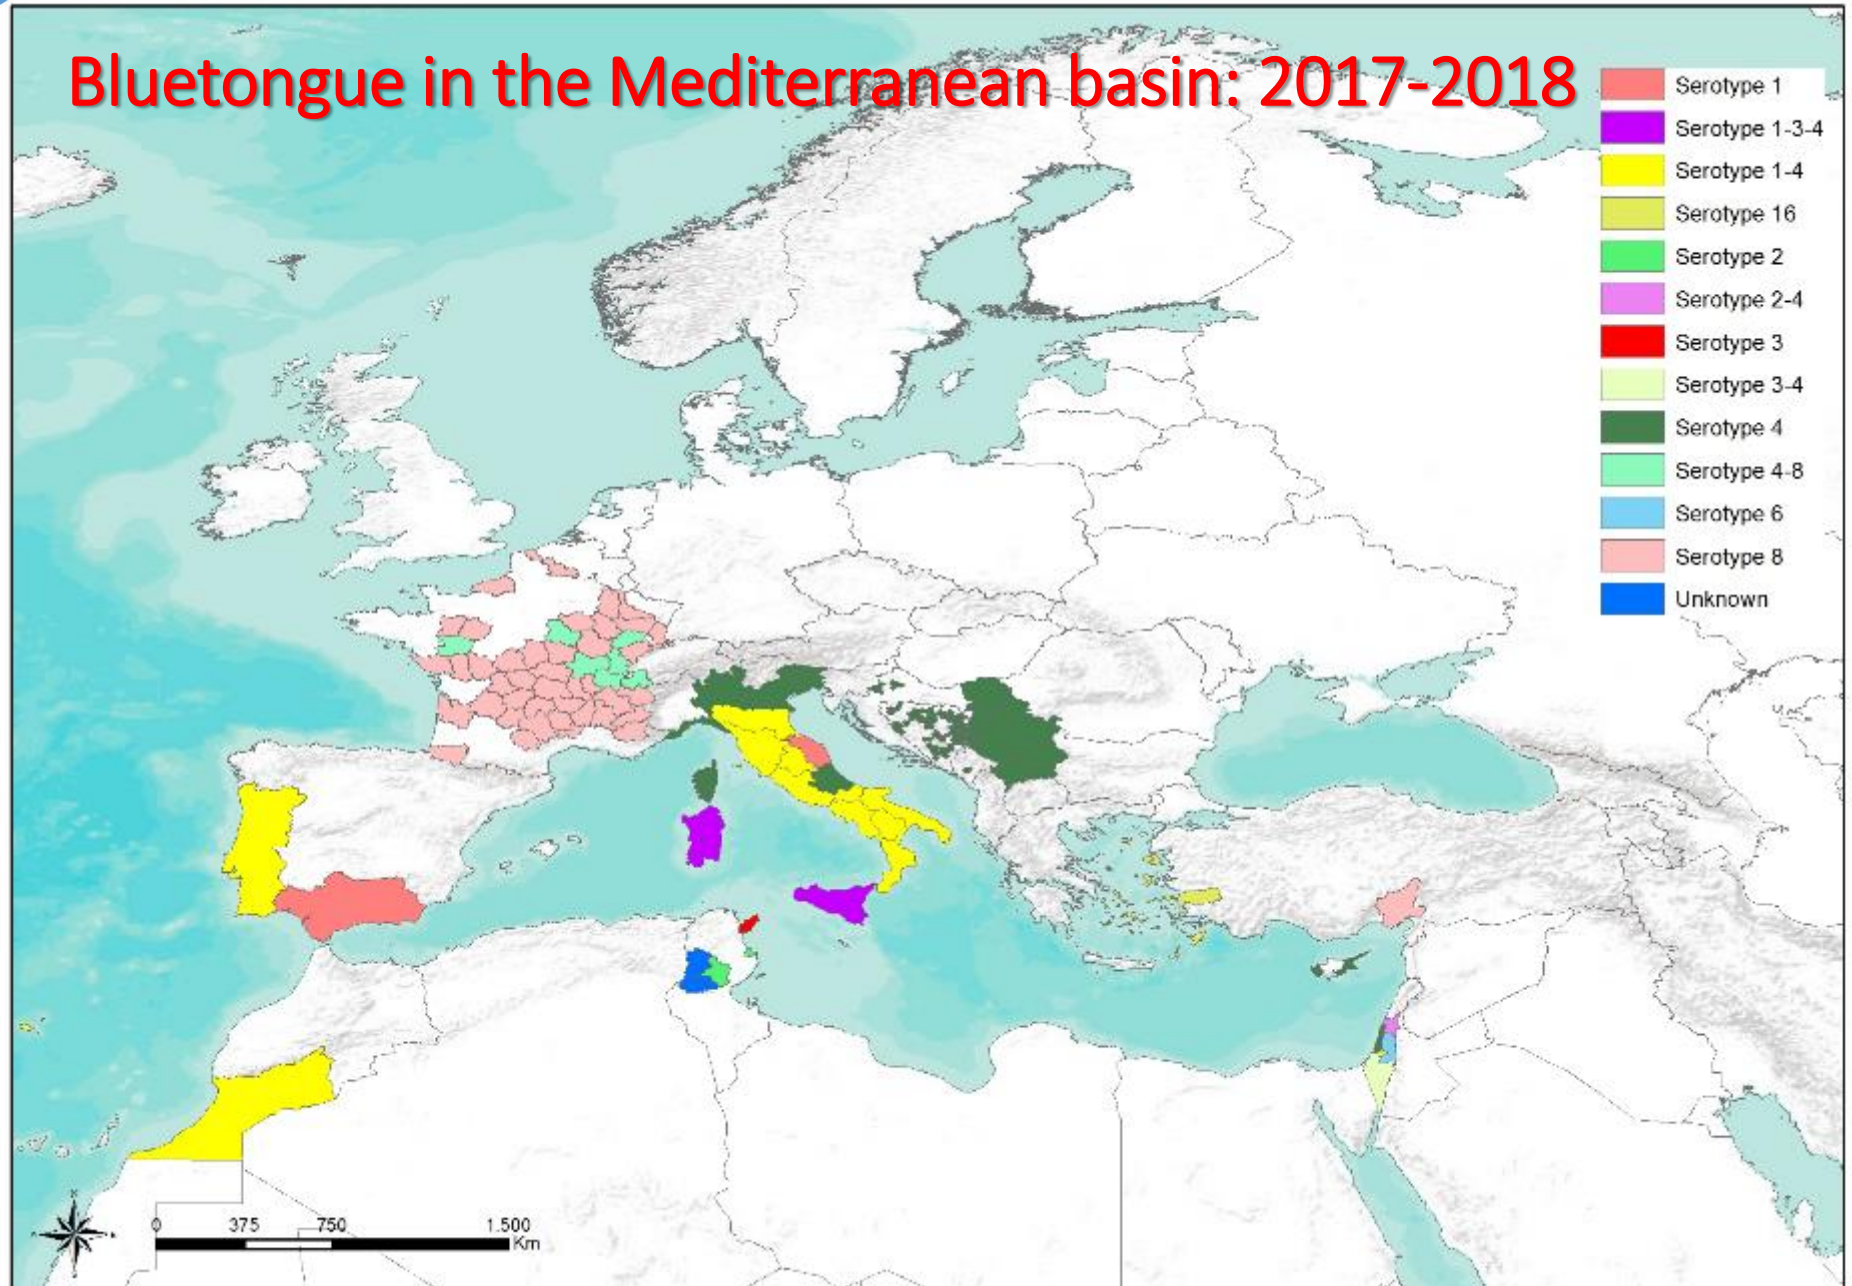 Bluetongue in the Mediterranean basin: 2017-2018
Serotype 1
Serotype 1-3-4
Serotype 1-4
Serotype 16
Serotype 2
Serotype 2-4
Serotype 3
Serotype 3-4
Serotype 4
Serotype 4-8
Serotype 6
Serotype 8
Unknown
0 375 750 1.500
Km